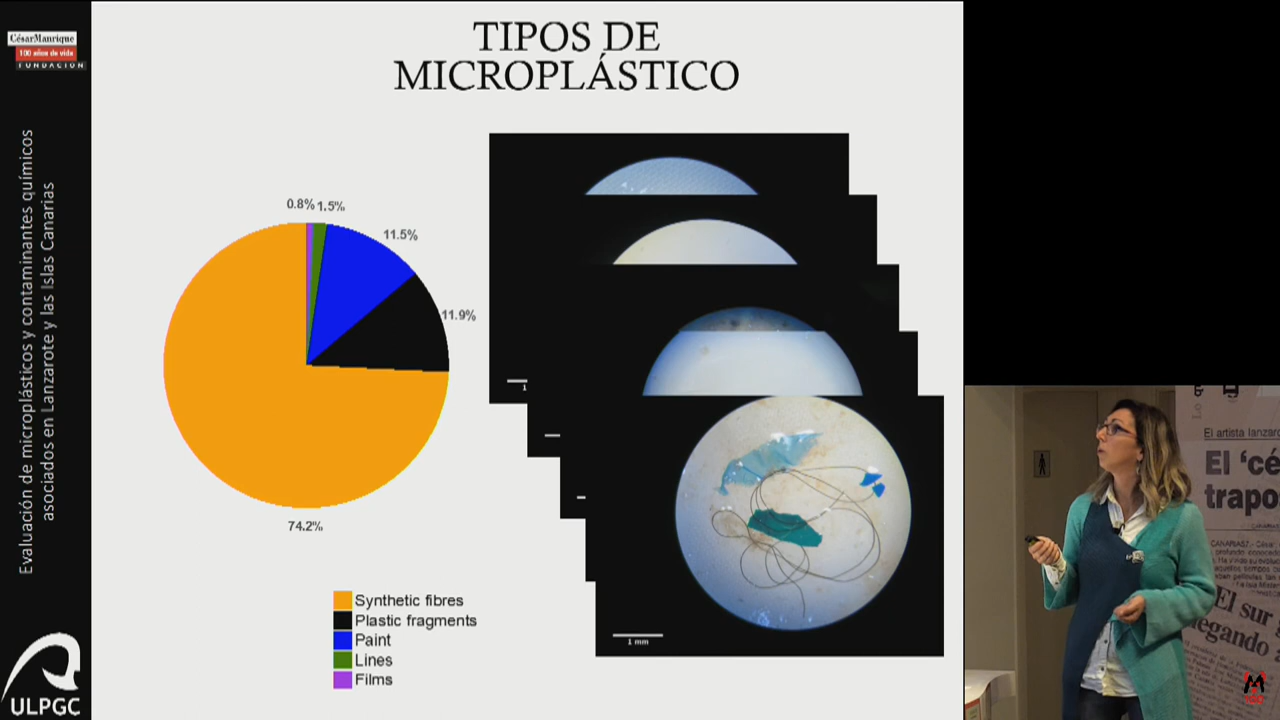 CésarManrique
100 años de vida
FUNDACIÓN
Evaluación de microplásticos y contaminantes químicos
asociados en Lanzarote y las Islas Canarias
ULPGC
TIPOS DE
MICROPLÁSTICO
0.8%
1.5%
11.5%
11.9%
74.2%
Synthetic fibres
Plastic fragments
Paint
Lines
Films
1
1 mm
El artista lanzaro
El ‘cé
trapo
El sur
legando a